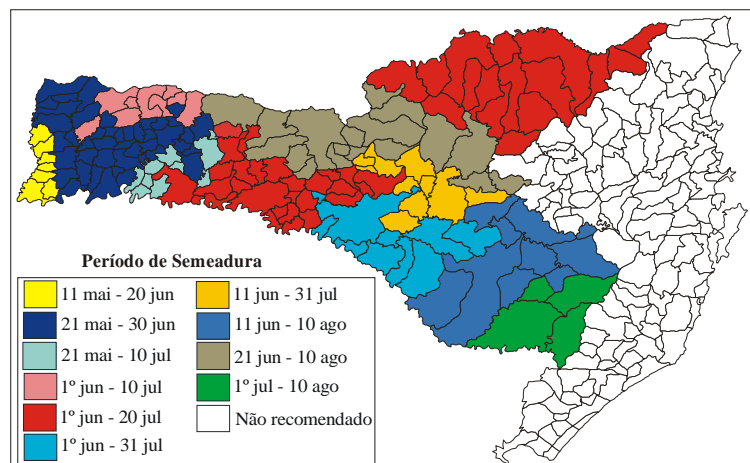 Período de Semeadura
11 mai - 20 jun
21 mai - 30 jun
21 mai - 10 jul
1º jun - 10 jul
1º jun - 20 jul
1º jun - 31 jul
11 jun - 31 jul
11 jun - 10 ago
21 jun - 10 ago
1º jul - 10 ago
Não recomendado